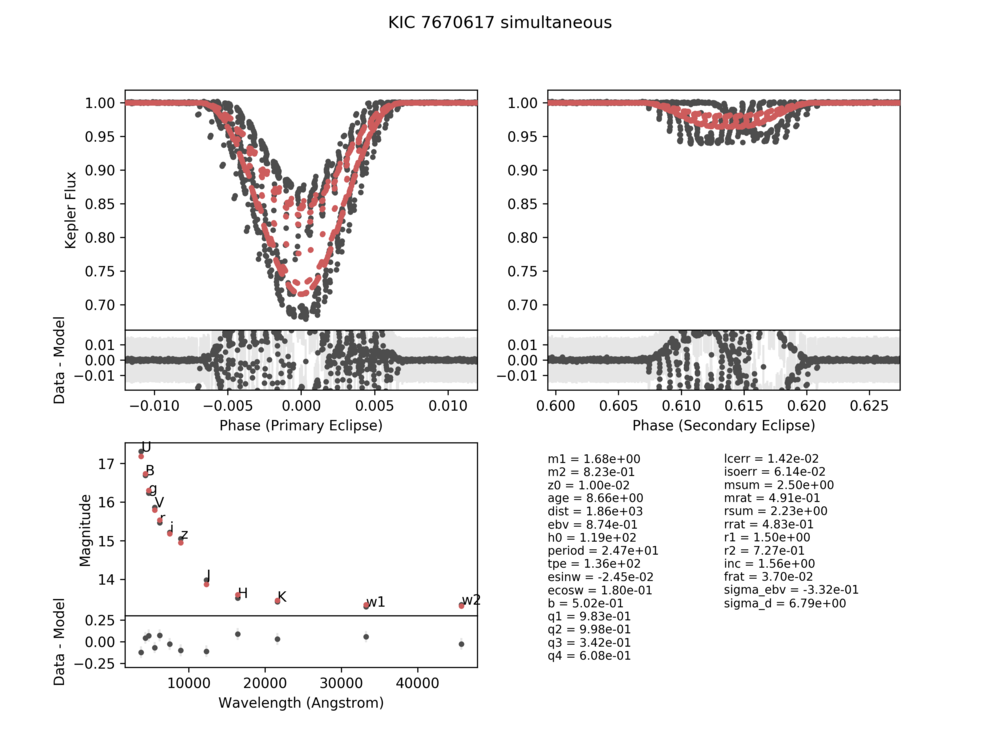 KIC 7670617 simultaneous
1.00
0.95
0.90
0.85
0.80
0.75
0.70
Kepler Flux
0.01
0.00
−0.01
Data - Model
−0.010 −0.005 0.000 0.005 0.010
Phase (Primary Eclipse)
1.00
0.95
0.90
0.85
0.80
0.75
0.70
0.01
0.00
−0.01
0.600 0.605 0.610 0.615 0.620 0.625
Phase (Secondary Eclipse)
17
16
15
14
Magnitude
U
B
g
V
r
i
z
J
H
K
w1
w2
0.25
0.00
−0.25
Data - Model
10000 20000 30000 40000
Wavelength (Angstrom)
m1 = 1.68e+00
m2 = 8.23e-01
z0 = 1.00e-02
age = 8.66e+00
dist = 1.86e+03
ebv = 8.74e-01
h0 = 1.19e+02
period = 2.47e+01
tpe = 1.36e+02
esinw = -2.45e-02
ecosw = 1.80e-01
b = 5.02e-01
q1 = 9.83e-01
q2 = 9.98e-01
q3 = 3.42e-01
q4 = 6.08e-01
lcerr = 1.42e-02
isoerr = 6.14e-02
msum = 2.50e+00
mrat = 4.91e-01
rsum = 2.23e+00
rrat = 4.83e-01
r1 = 1.50e+00
r2 = 7.27e-01
inc = 1.56e+00
frat = 3.70e-02
sigma_ebv = -3.32e-01
sigma_d = 6.79e+00